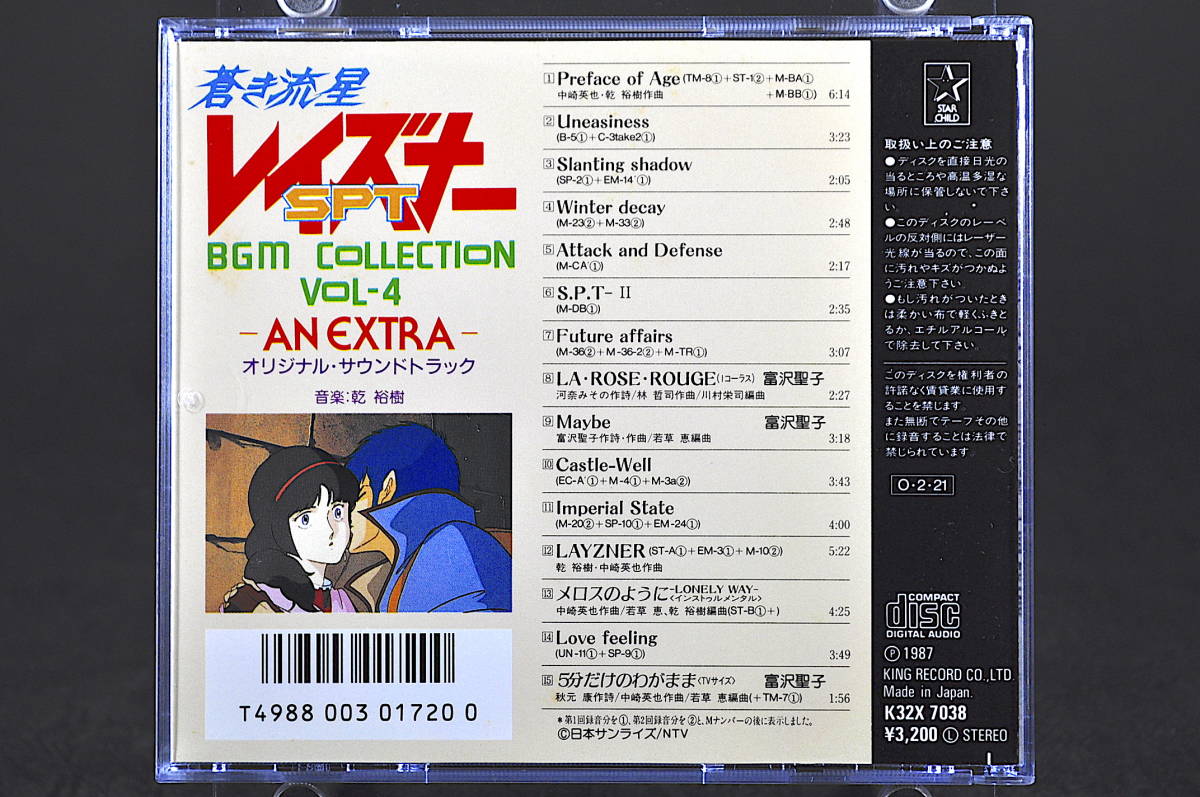 蒼き流星
レイズナー
SPT
BGM COLLECTION
VOL-4
-AN EXTRA-
オリジナル・サウンドトラック
音楽:乾 裕樹
T4988 003 01720 0
1 Preface of Age (TM-8①+ST-1②+M-BA①
中崎英也・乾 裕樹作曲 +M-BB①) 6:14
2 Uneasiness
(B-5①+C-3take2①) 3:23
3 Slanting shadow
(SP-2①+EM-14'①) 2:05
4 Winter decay
(M-23②+M-33②) 2:48
5 Attack and Defense
(M-CA'①) 2:17
6 S.P.T-II
(M-DB①) 2:35
7 Future affairs
(M-36②+M-36-2②+M-TR①) 3:07
8 LA・ROSE・ROUGE(1コーラス) 富沢聖子
河奈みその作詩/林 哲司作曲/川村栄司編曲 2:27
9 Maybe 富沢聖子
富沢聖子作詩・作曲/若草 恵編曲 3:18
10 Castle-Well
(EC-A'①+M-4①+M-3a②) 3:43
11 Imperial State
(M-20②+SP-10①+EM-24①) 4:00
12 LAYZNER (ST-A①+EM-3①+M-10②) 5:22
乾 裕樹・中崎英也作曲
13 メロスのように-LONELY WAY-
〈インストゥルメンタル〉
中崎英也作曲/若草 恵、乾 裕樹編曲(ST-B①+) 4:25
14 Love feeling
(UN-11①+SP-9①) 3:49
15 5分だけのわがまま〈TVサイズ〉 富沢聖子
秋元 康作詩/中崎英也作曲/若草 恵編曲(+TM-7①) 1:56
*第1回録音分を①、第2回録音分を②と、Mナンバーの後に表示しました。
©日本サンライズ/NTV
STAR
CHILD
取扱い上のご注意
●ディスクを直接日光の
当るところや高温多湿な
場所に保管しないで下さ
い。
●このディスクのレーベ
ルの反対側にはレーザー
光線が当るので、この面
に汚れやキズがつかぬよ
うご注意下さい。
●もし汚れがついたとき
は柔かい布で軽くふきと
るか、エチルアルコール
で除去して下さい。
このディスクを権利者の
許諾なく賃貸業に使用す
ることを禁じます。
また無断でテープその他
に録音することは法律で
禁じられています。
O・2・21
COMPACT
disc
DIGITAL AUDIO
Ⓟ1987
KING RECORD CO.,LTD.
Made in Japan.
K32X 7038
¥3,200 Ⓛ STEREO